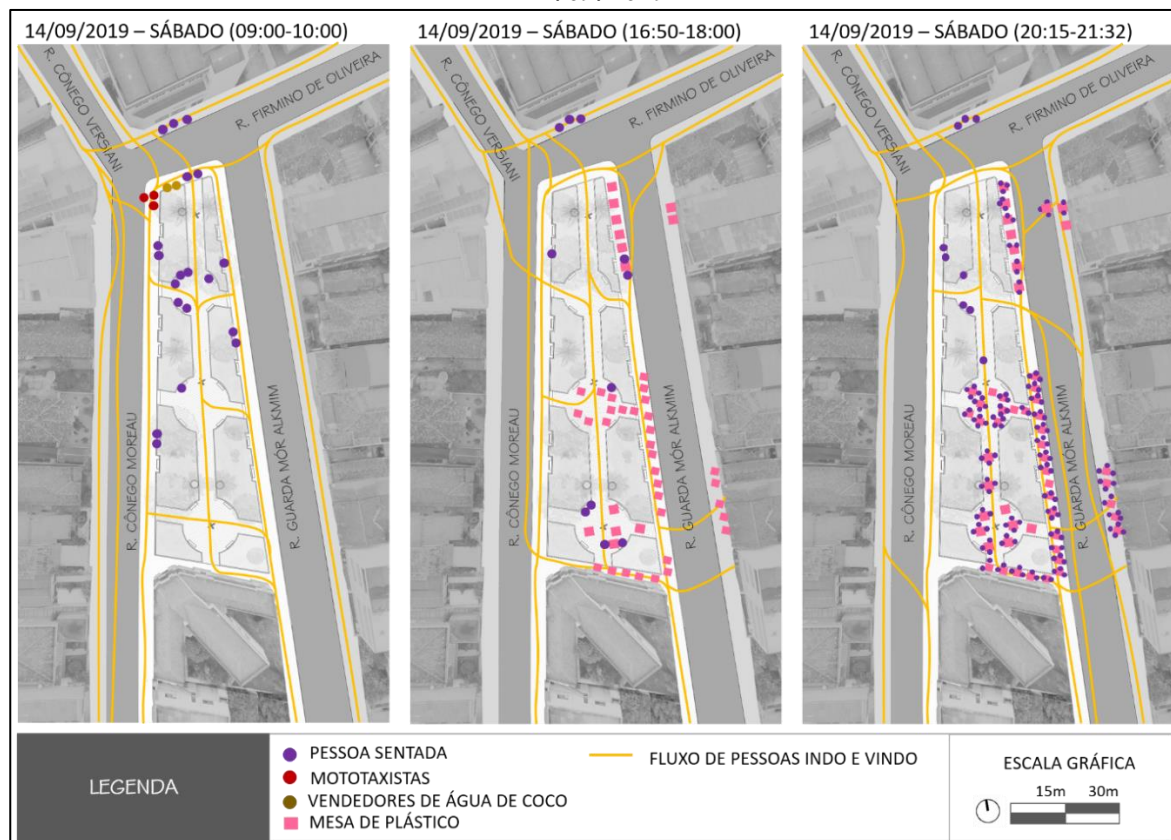 14/09/2019 – SÁBADO (09:00-10:00)
R. CÔNEGO VERSIANI
R. FIRMINO DE OLIVEIRA
R. CÔNEGO MOREAU
R. GUARDA MÓR ALKMIM
14/09/2019 – SÁBADO (16:50-18:00)
R. CÔNEGO VERSIANI
R. FIRMINO DE OLIVEIRA
R. CÔNEGO MOREAU
R. GUARDA MÓR ALKMIM
14/09/2019 – SÁBADO (20:15-21:32)
R. CÔNEGO VERSIANI
R. FIRMINO DE OLIVEIRA
R. CÔNEGO MOREAU
R. GUARDA MÓR ALKMIM
LEGENDA
PESSOA SENTADA
MOTOTAXISTAS
VENDEDORES DE ÁGUA DE COCO
MESA DE PLÁSTICO
FLUXO DE PESSOAS INDO E VINDO
ESCALA GRÁFICA
15m 30m